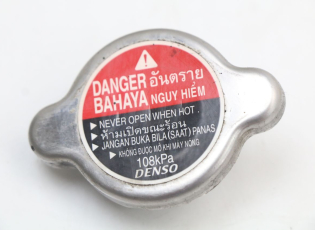 DANGER อันตราย
BAHAYA NGUY HIỂM
▶ NEVER OPEN WHEN HOT
▶ ห้ามเปิดขณะร้อน
▶ JANGAN BUKA BILA (SAAT) PANAS
▶ KHÔNG ĐƯỢC MỞ KHI MÁY NÓNG
108kPa
DENSO